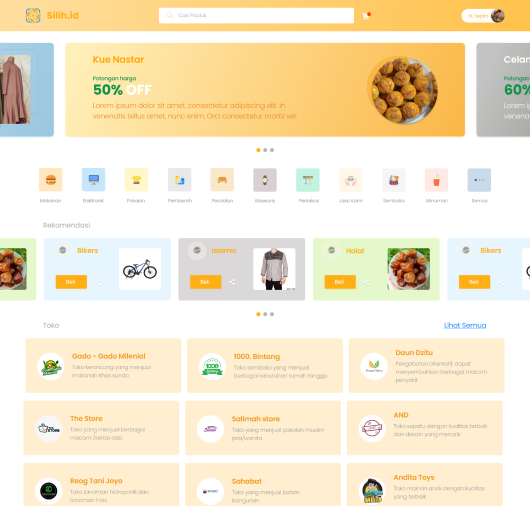 Silih.id
Cari Produk
Hi, Septhi
Kue Nastar
Potongan harga
50% OFF
Lorem ipsum dolor sit amet, consectetur adipiscing elit. In
venenatis tellus amet, nunc enim. Orci consectetur morbi vel.
Celan
Potongan
60%
Lorem ip
venena
Makanan
Elektronik
Pakaian
Pembersih
Peralatan
Aksesoris
Perhiasan
Jasa Kami
Sembako
Minuman
Semua
Rekomendasi
Bikers
Beli
Islamic
Beli
Halal
Beli
Bikers
Beli
Toko
Lihat Semua
Gado - Gado Milenial
Toko keroncong yang menjual
makanan khas sunda
1000. Bintang
Toko sembako yang menjual
berbagai kebutuhan rumah tangga
Daun Dzitu
Pengobatan alternatif, dapat
menyembuhkan berbagai macam
penyakit
The Store
Toko yang menjual berbagai
macam /serba ada
Salimah store
Toko yang menjual pakaian muslim
pria/wanita
AND
Toko sepatu dengan kualitas terbaik
dan desain yang menarik
Reog Tani Joyo
Toko tanaman hidroponik dan
tanaman hias
Sahabat
Toko yang menjual bahan
bangunan
Andita Toys
Toko mainan anak dengan kualitas
yang terbaik